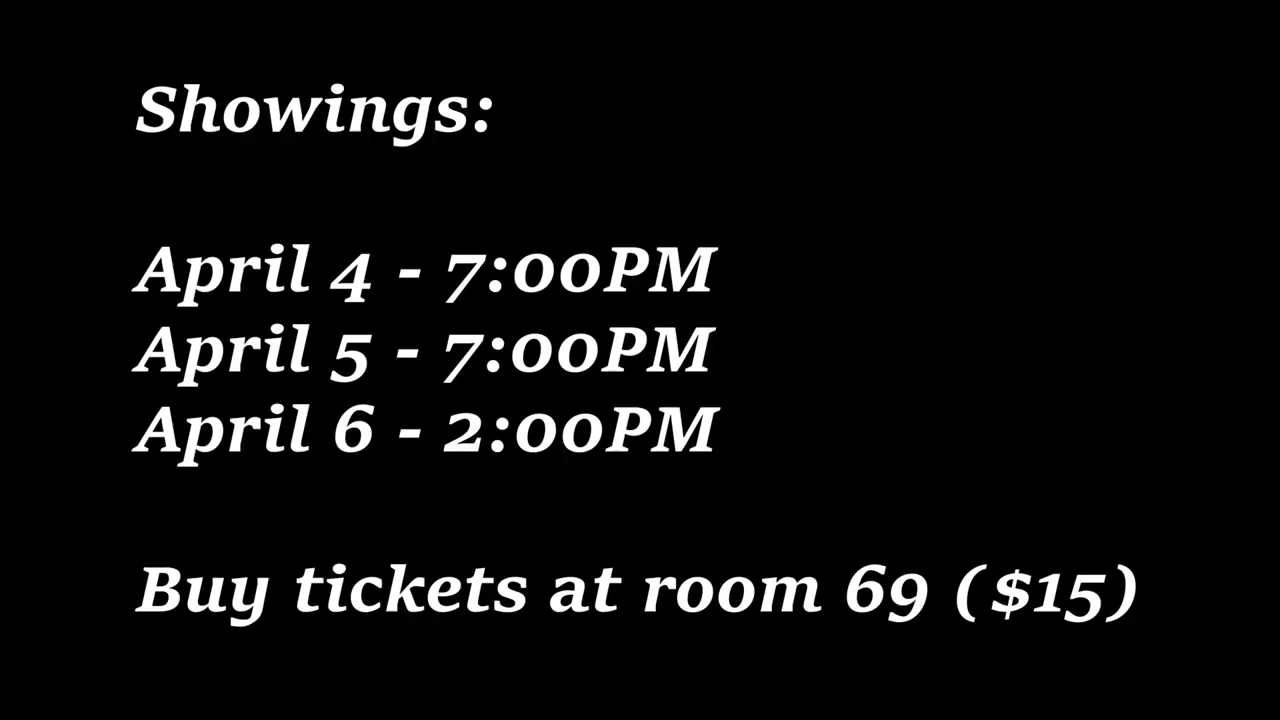 Showings:
April 4 - 7:00PM
April 5 - 7:00PM
April 6 - 2:00PM
Buy tickets at room 69 ($15)